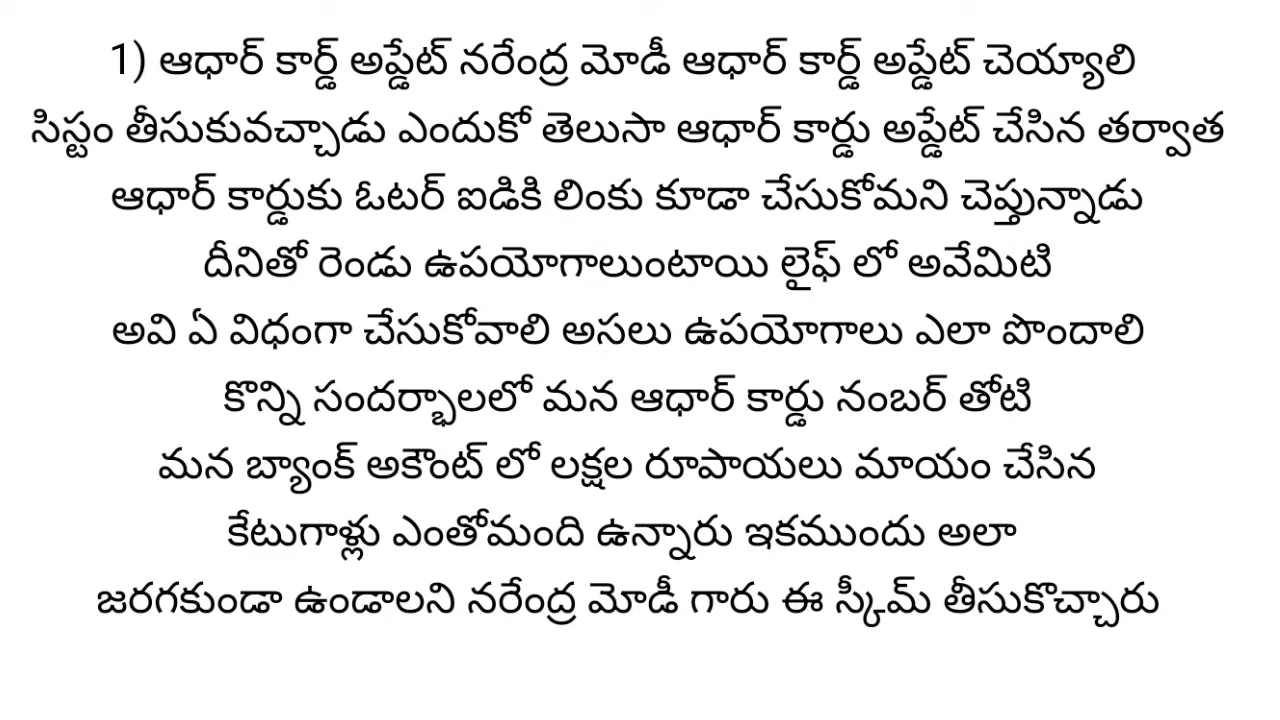 1) ఆధార్ కార్డ్ అప్డేట్ నరేంద్ర మోడీ ఆధార్ కార్డ్ అప్డేట్ చెయ్యాలి
సిస్టం తీసుకువచ్చాడు ఎందుకో తెలుసా ఆధార్ కార్డు అప్డేట్ చేసిన తర్వాత
ఆధార్ కార్డుకు ఓటర్ ఐడికి లింకు కూడా చేసుకోమని చెప్తున్నాడు
దీనితో రెండు ఉపయోగాలుంటాయి లైఫ్ లో అవేమిటి
అవి ఏ విధంగా చేసుకోవాలి అసలు ఉపయోగాలు ఎలా పొందాలి
కొన్ని సందర్భాలలో మన ఆధార్ కార్డు నంబర్ తోటి
మన బ్యాంక్ అకౌంట్ లో లక్షల రూపాయలు మాయం చేసిన
కేటుగాళ్లు ఎంతోమంది ఉన్నారు ఇకముందు అలా
జరగకుండా ఉండాలని నరేంద్ర మోడీ గారు ఈ స్కీమ్ తీసుకొచ్చారు